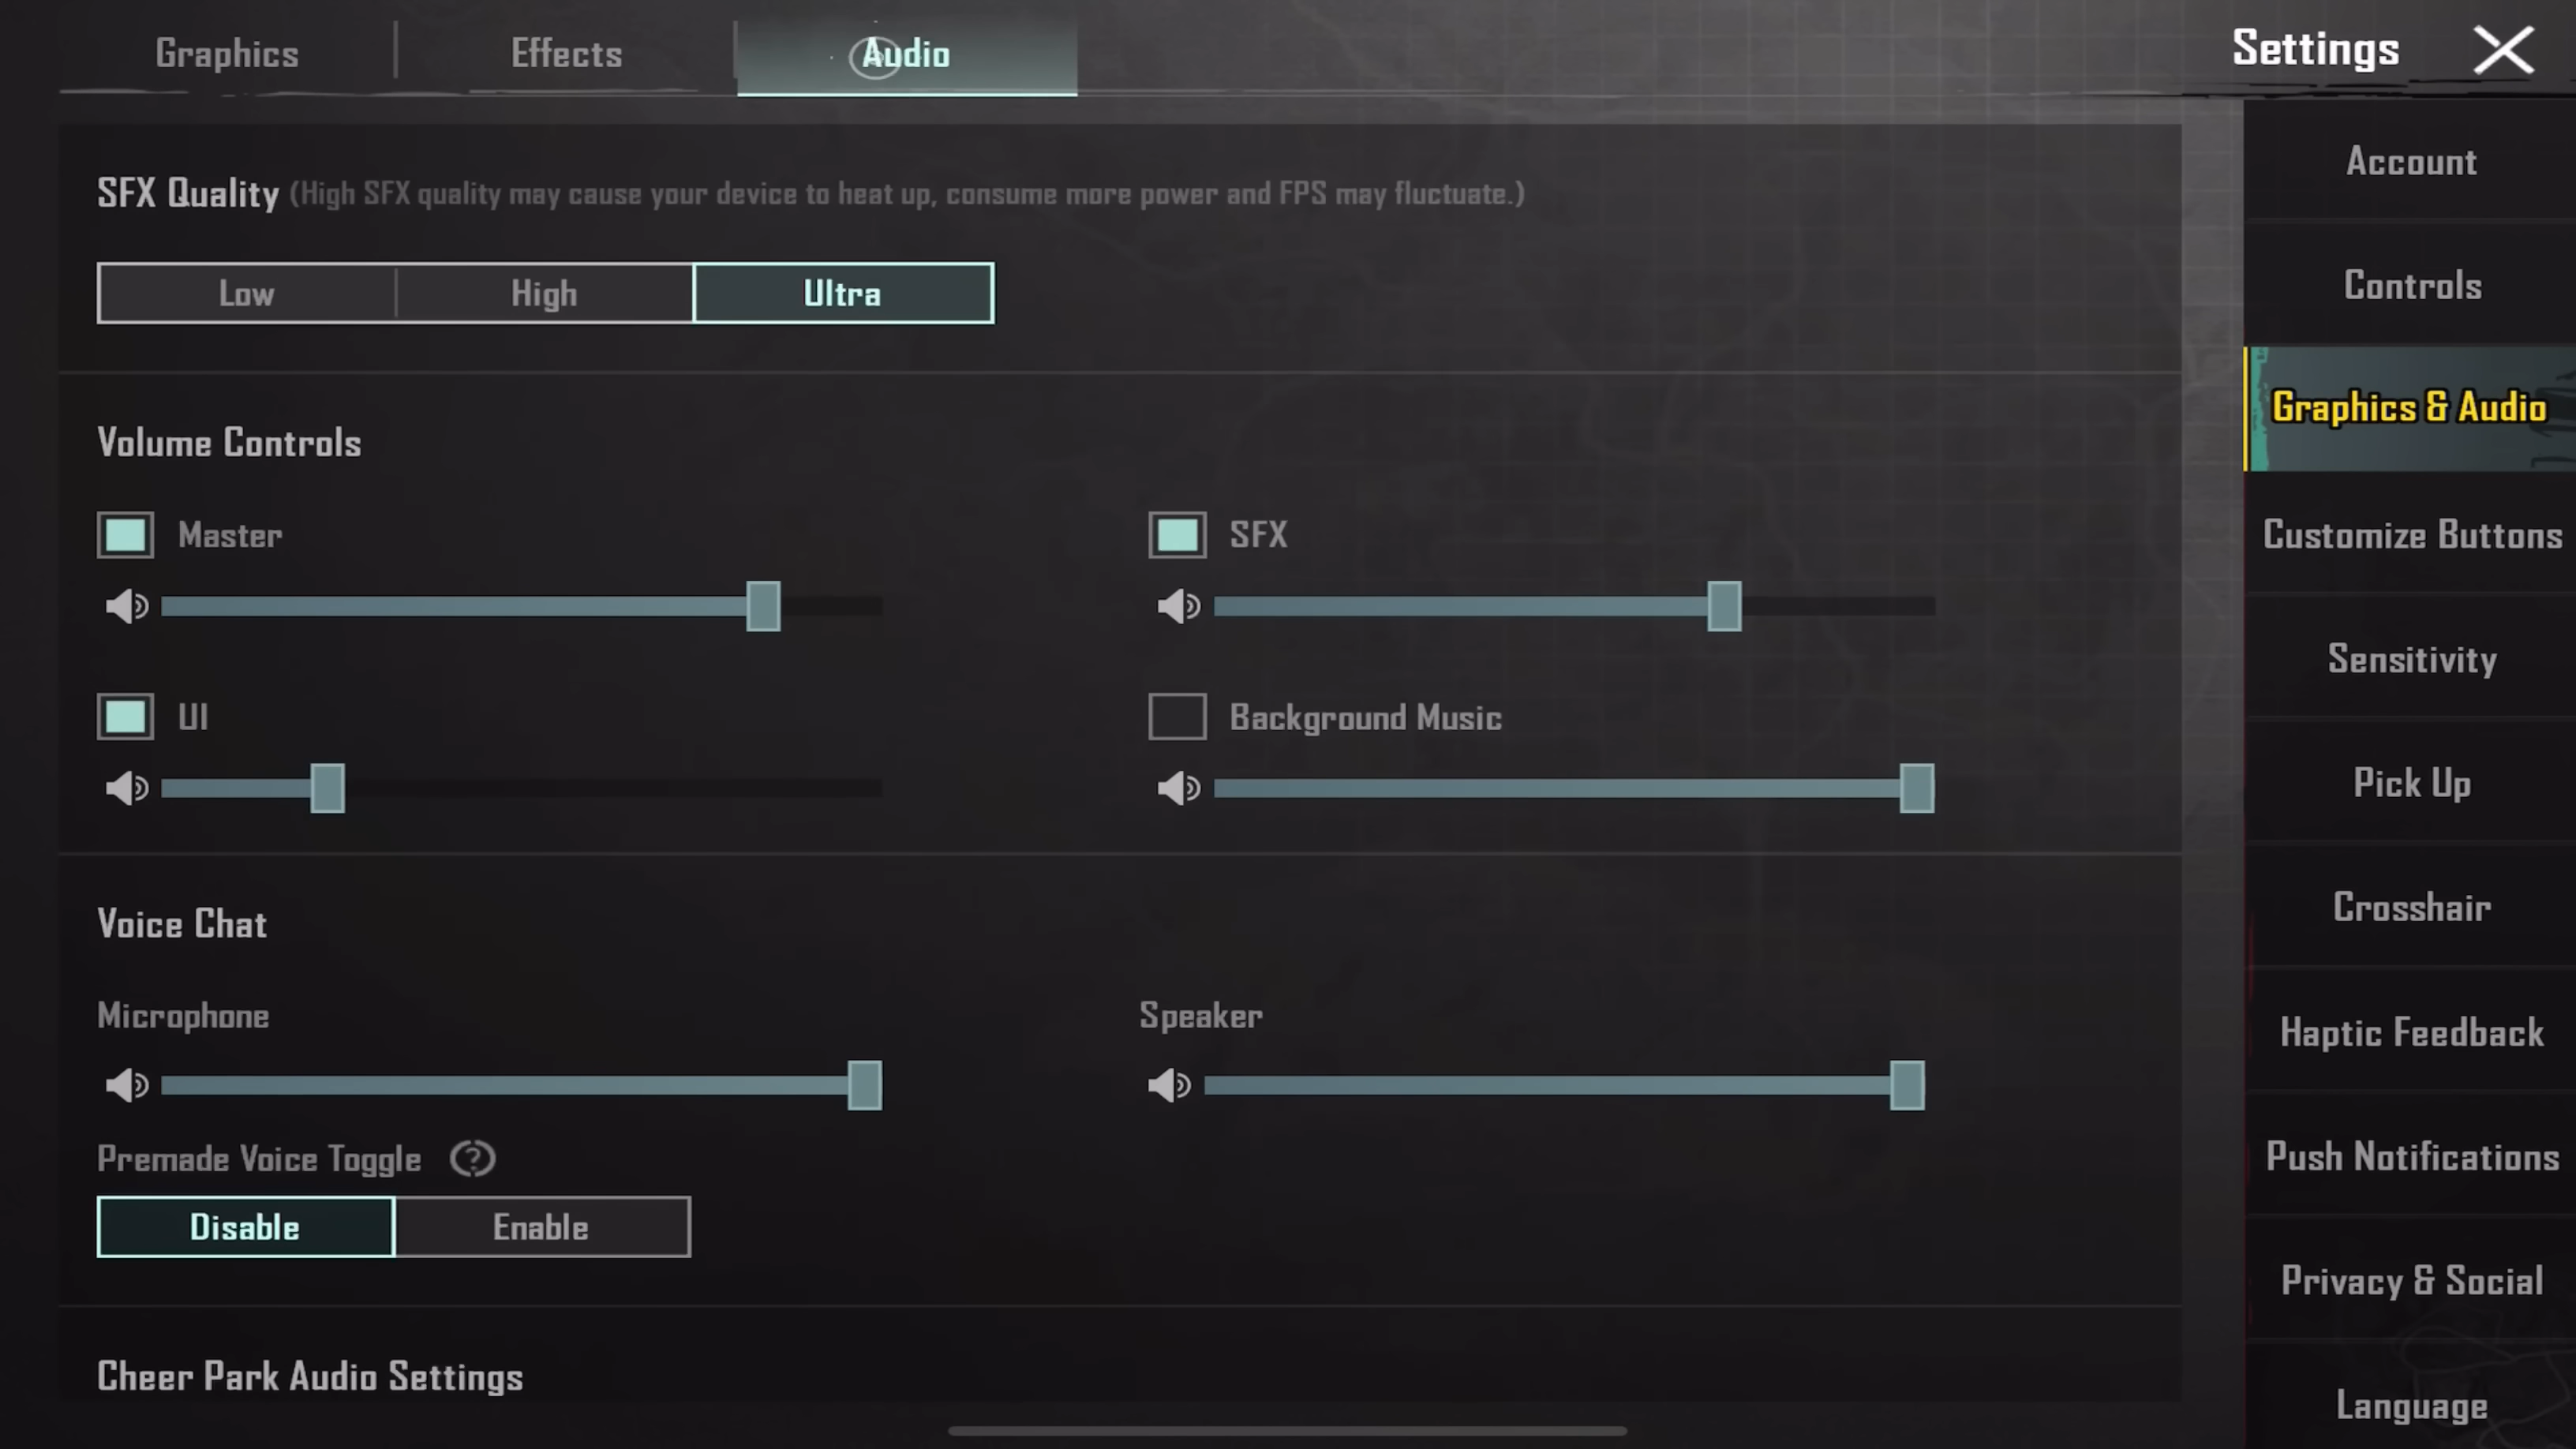 Graphics
Effects
Audio
Settings
SFX Quality (High SFX quality may cause your device to heat up, consume more power and FPS may fluctuate.)
Low
High
Ultra
Volume Controls
Master
SFX
UI
Background Music
Voice Chat
Microphone
Speaker
Premade Voice Toggle ?
Disable
Enable
Cheer Park Audio Settings
Account
Controls
Graphics & Audio
Customize Buttons
Sensitivity
Pick Up
Crosshair
Haptic Feedback
Push Notifications
Privacy & Social
Language